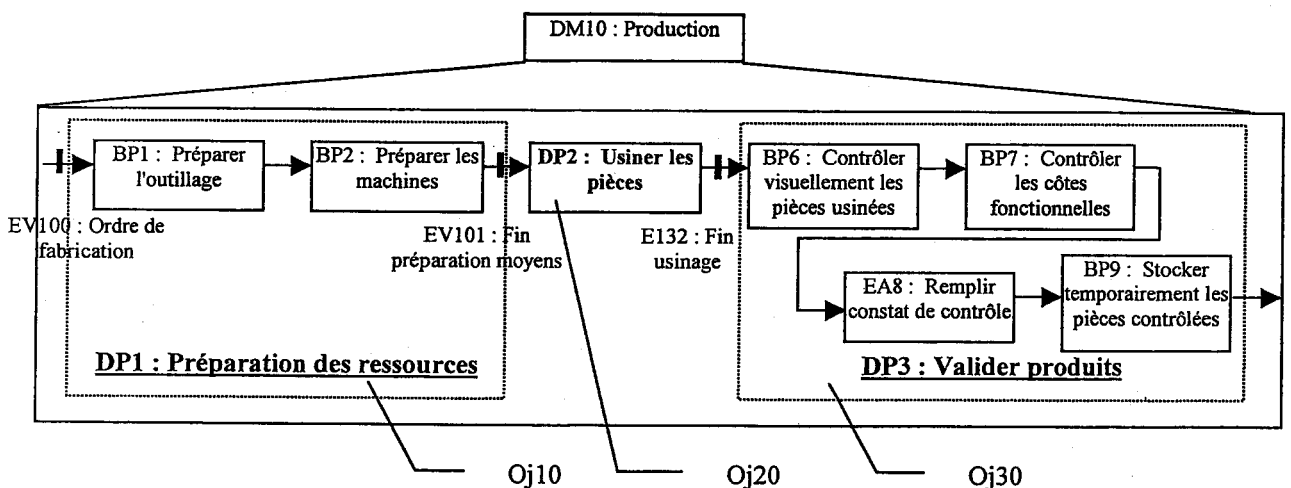 DM10 : Production
BP1 : Préparer
l'outillage
BP2 : Préparer les
machines
DP2 : Usiner les
pièces
BP6 : Contrôler
visuellement les
pièces usinées
BP7 : Contrôler
les côtes
fonctionnelles
EV100 : Ordre de
fabrication
EV101 : Fin
préparation moyens
E132 : Fin
usinage
EA8 : Remplir
constat de contrôle
BP9 : Stocker
temporairement les
pièces contrôlées
DP1 : Préparation des ressources
DP3 : Valider produits
Oj10
Oj20
Oj30